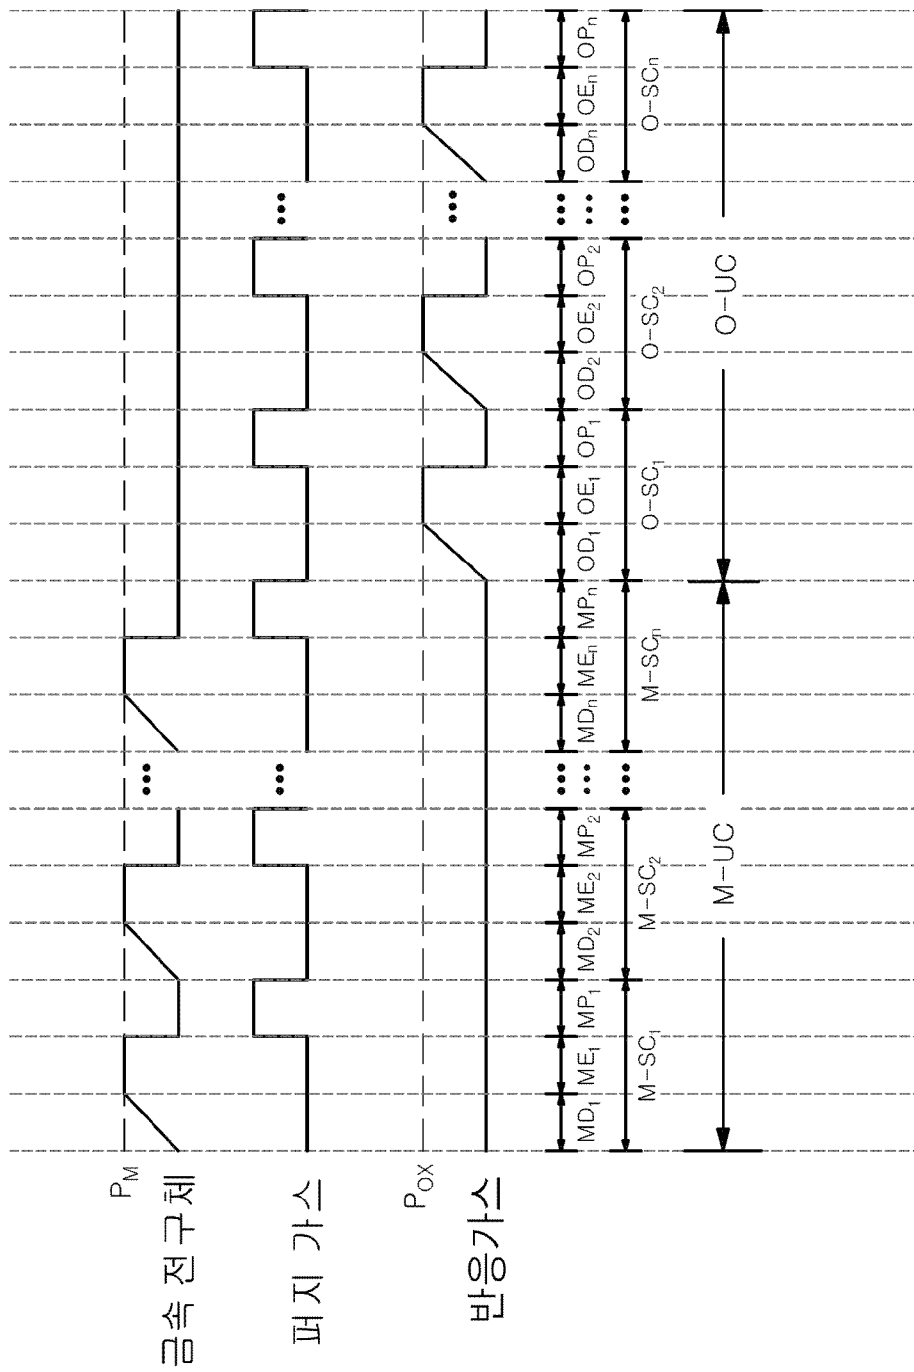 P_M
금속 전구체
퍼지 가스
P_OX
반응가스
MD₁ ME₁ MP₁ MD₂ ME₂ MP₂ ••• MDₙ MEₙ MPₙ OD₁ OE₁ OP₁ OD₂ OE₂ OP₂ ••• ODₙ OEₙ OPₙ
M-SC₁ M-SC₂ ••• M-SCₙ O-SC₁ O-SC₂ ••• O-SCₙ
M-UC O-UC